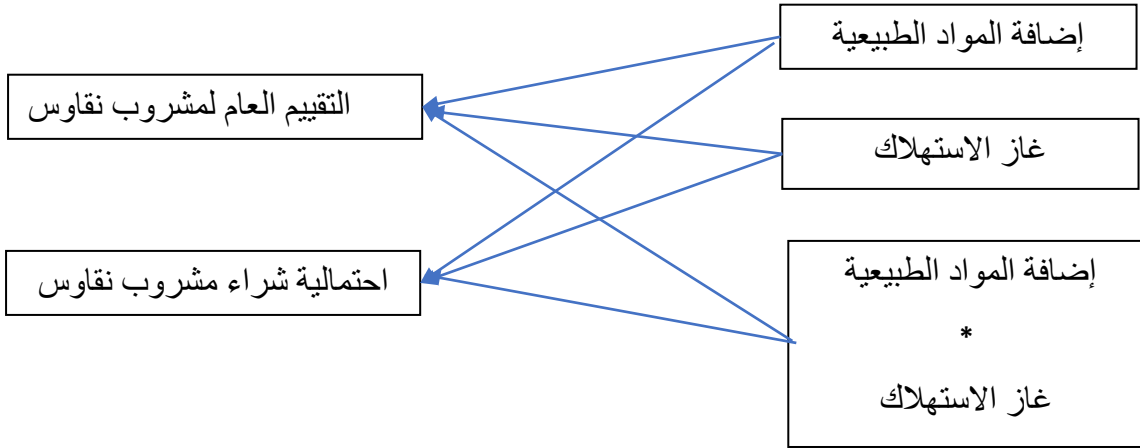 إضافة المواد الطبيعية
التقييم العام لمشروب نقاوس
غاز الاستهلاك
احتمالية شراء مشروب نقاوس
إضافة المواد الطبيعية
*
غاز الاستهلاك